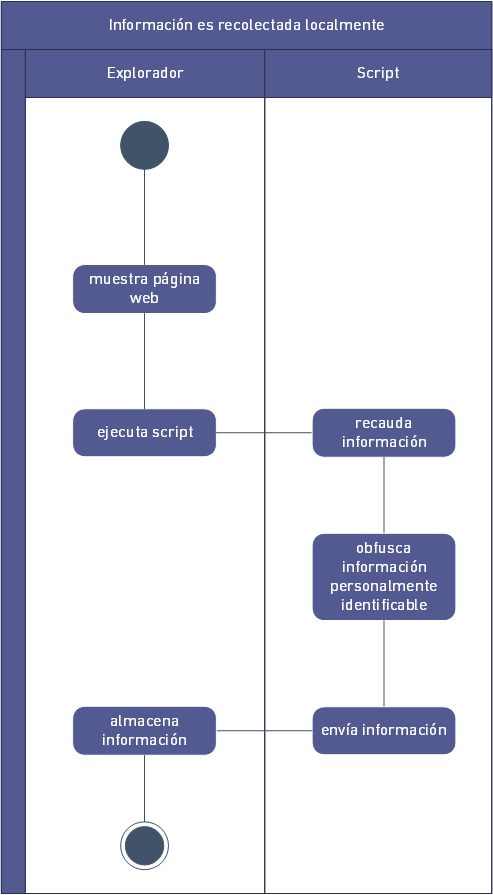 Información es recolectada localmente
Explorador
Script
muestra página
web
ejecuta script
recauda
información
obfusca
información
personalmente
identificable
almacena
información
envía información